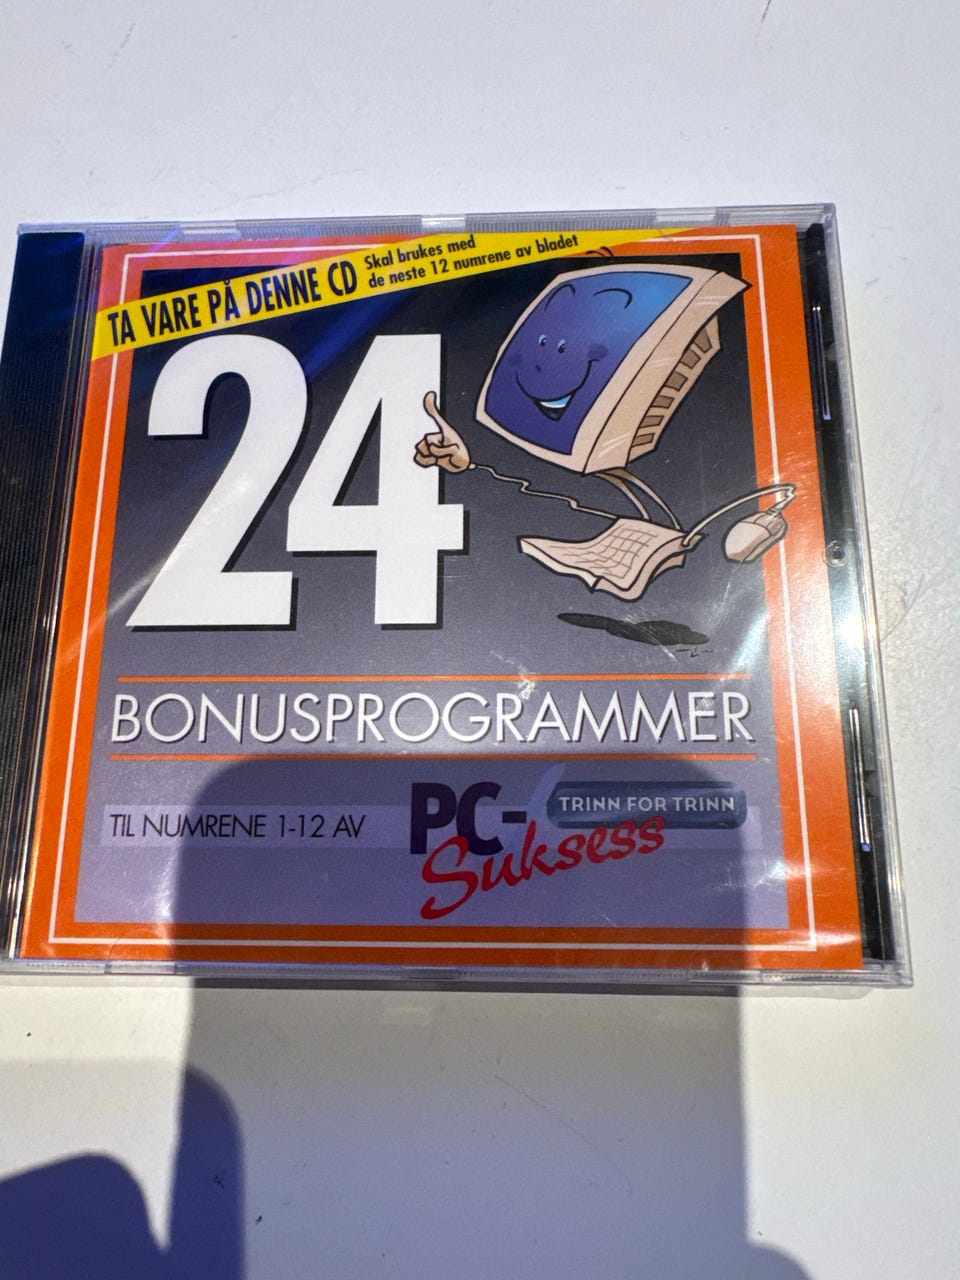 TA VARE PÅ DENNE CD
Skal brukes med
de neste 12 numrene av bladet
24
BONUSPROGRAMMER
TIL NUMRENE 1-12 AV
PC-
Suksess
TRINN FOR TRINN